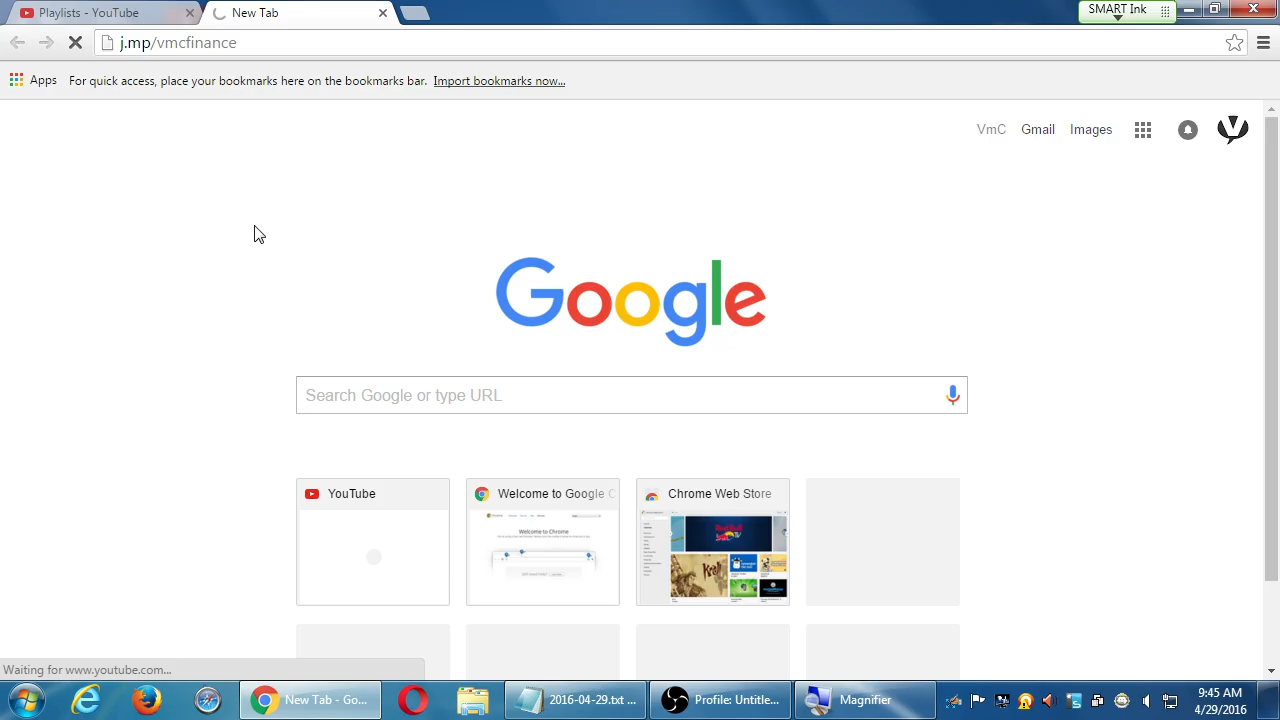 Playlists - YouTube
New Tab
SMART Ink
j.mp/vmcfinance
Apps
For quick access, place your bookmarks here on the bookmarks bar. Import bookmarks now...
VmC
Gmail
Images
Google
Search Google or type URL
YouTube
Welcome to Google C
Chrome Web Store
Welcome to Chrome
Waiting for www.youtube.com...
New Tab - Go...
2016-04-29.txt ...
Profile: Untitle...
Magnifier
9:45 AM
4/29/2016